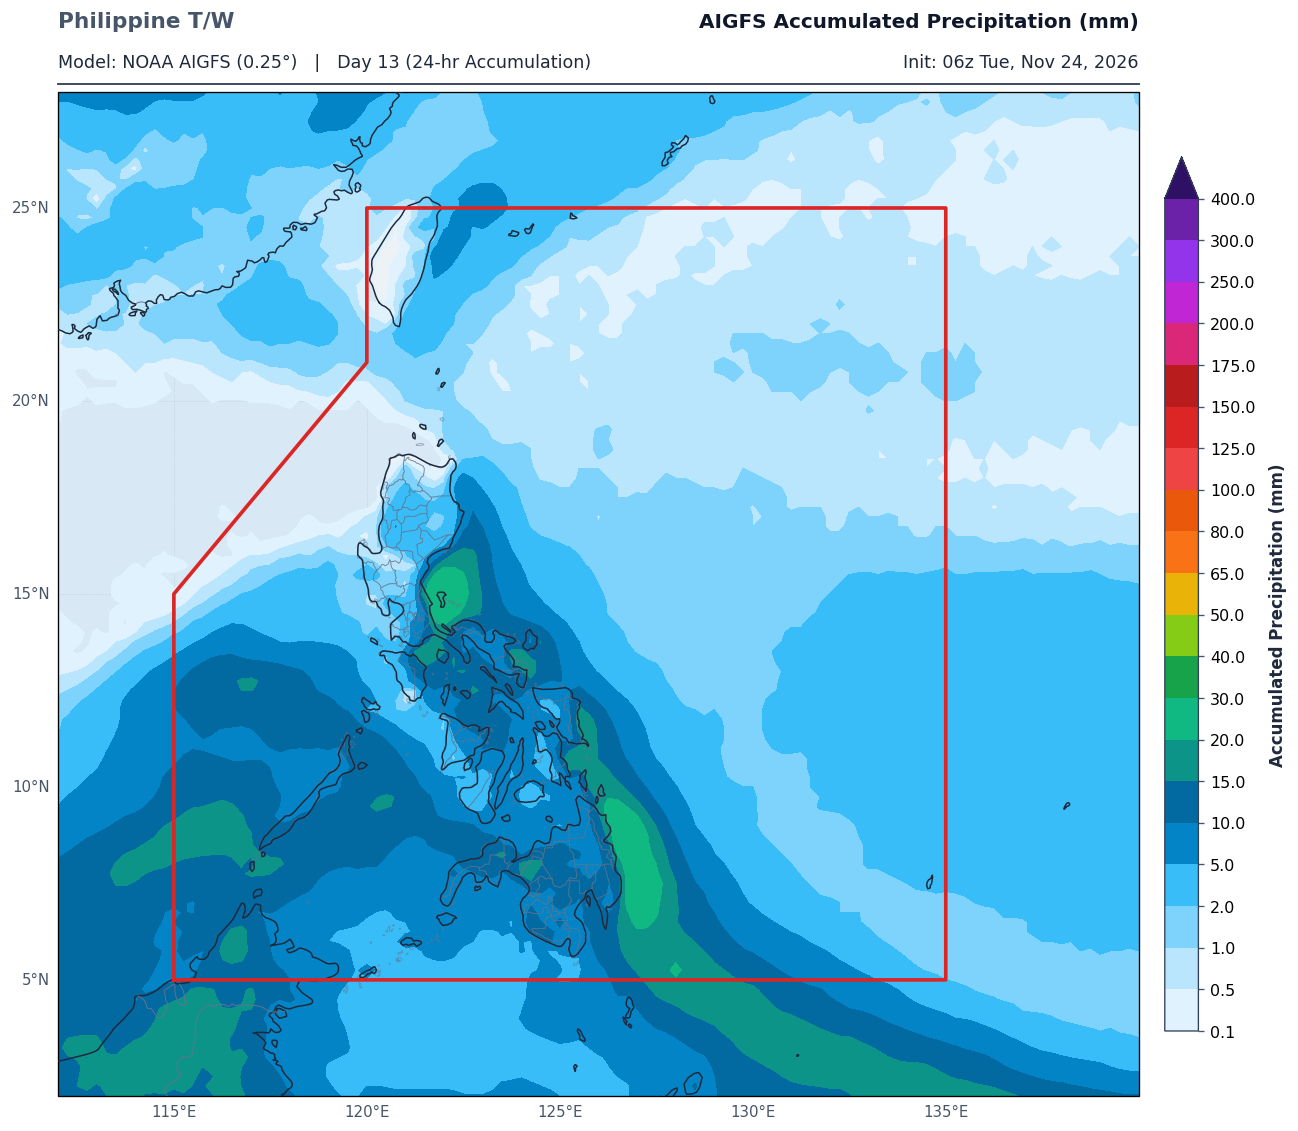 Philippine T/W
AIGFS Accumulated Precipitation (mm)
Model: NOAA AIGFS (0.25°)   |   Day 13 (24-hr Accumulation)
Init: 06z Tue, Nov 24, 2026
25°N
20°N
15°N
10°N
5°N
115°E
120°E
125°E
130°E
135°E
400.0
300.0
250.0
200.0
175.0
150.0
125.0
100.0
80.0
65.0
50.0
40.0
30.0
20.0
15.0
10.0
5.0
2.0
1.0
0.5
0.1
Accumulated Precipitation (mm)